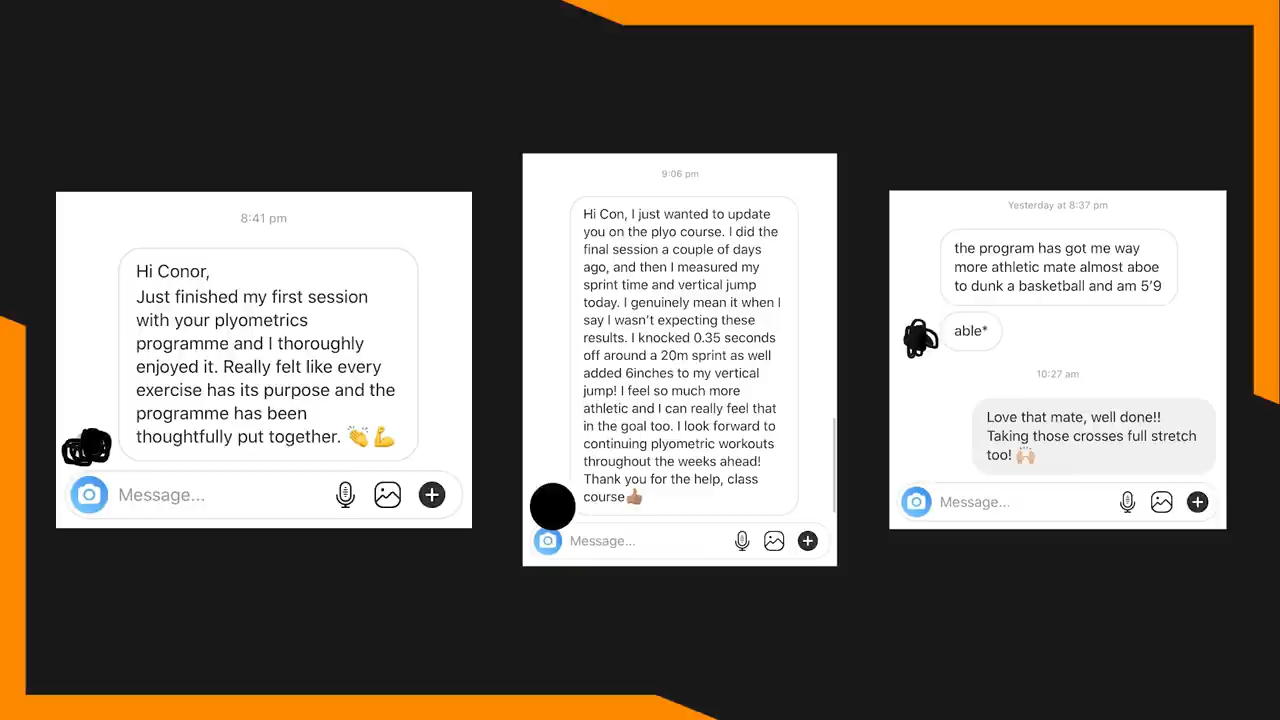 8:41 pm
Hi Conor,
Just finished my first session
with your plyometrics
programme and I thoroughly
enjoyed it. Really felt like every
exercise has its purpose and the
programme has been
thoughtfully put together. 👏💪
Message...
9:06 pm
Hi Con, I just wanted to update
you on the plyo course. I did the
final session a couple of days
ago, and then I measured my
sprint time and vertical jump
today. I genuinely mean it when I
say I wasn't expecting these
results. I knocked 0.35 seconds
off around a 20m sprint as well
added 6inches to my vertical
jump! I feel so much more
athletic and I can really feel that
in the goal too. I look forward to
continuing plyometric workouts
throughout the weeks ahead!
Thank you for the help, class
course👍🏽
Message...
Yesterday at 8:37 pm
the program has got me way
more athletic mate almost aboe
to dunk a basketball and am 5'9
able*
10:27 am
Love that mate, well done!!
Taking those crosses full stretch
too! 🙌🏼
Message...